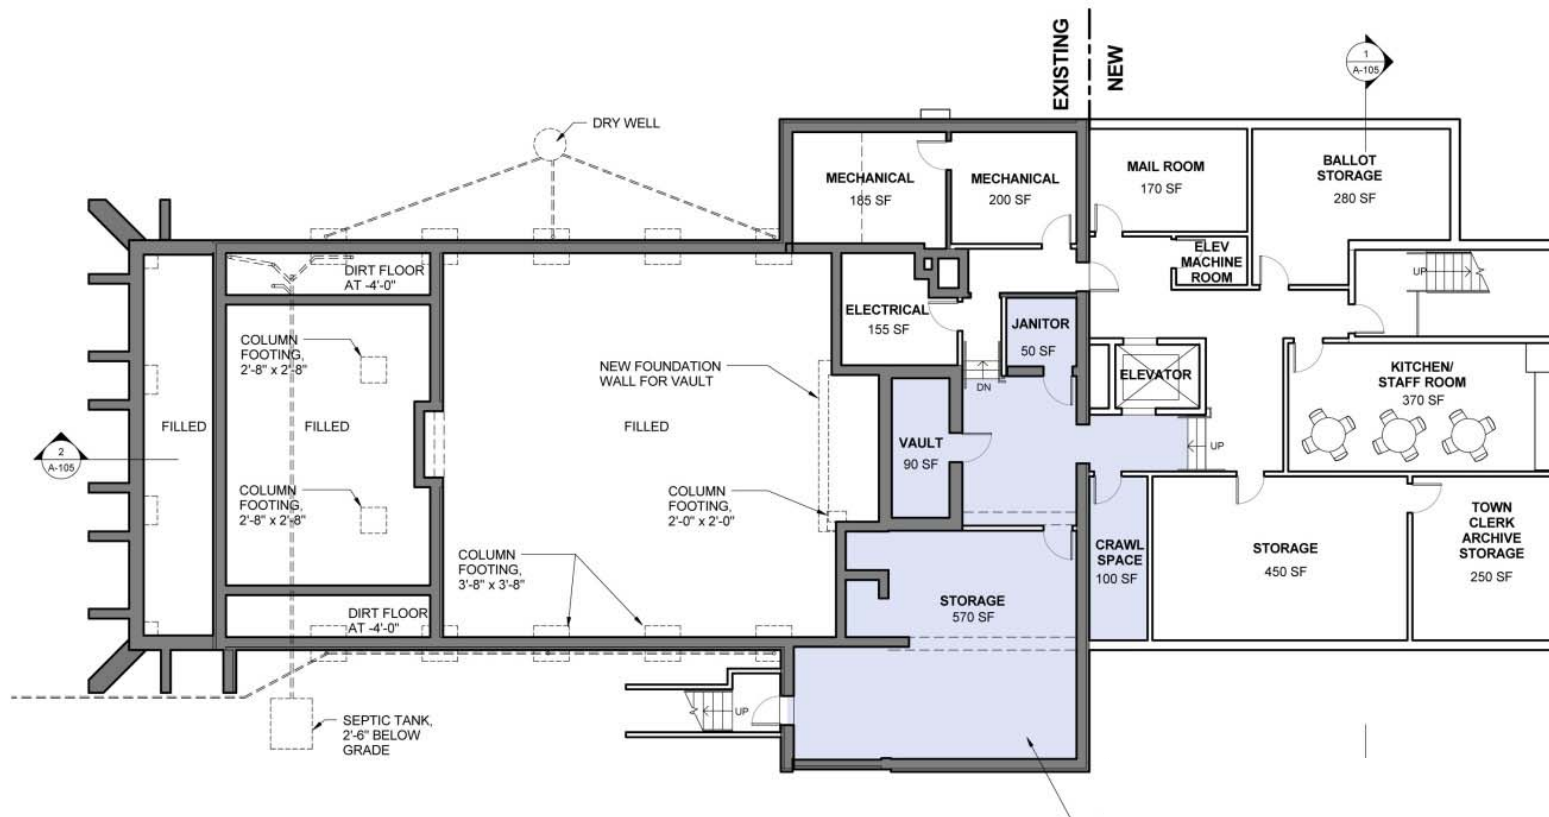 EXISTING
NEW
1
A-105
DRY WELL
MECHANICAL
185 SF
MECHANICAL
200 SF
MAIL ROOM
170 SF
BALLOT
STORAGE
280 SF
DIRT FLOOR
AT -4'-0"
ELEV
MACHINE
ROOM
UP
ELECTRICAL
155 SF
JANITOR
50 SF
COLUMN
FOOTING,
2'-8" x 2'-8"
NEW FOUNDATION
WALL FOR VAULT
DN
ELEVATOR
KITCHEN/
STAFF ROOM
370 SF
FILLED
FILLED
FILLED
VAULT
90 SF
UP
2
A-105
COLUMN
FOOTING,
2'-8" x 2'-8"
COLUMN
FOOTING,
2'-0" x 2'-0"
TOWN
CLERK
ARCHIVE
STORAGE
250 SF
CRAWL
SPACE
100 SF
STORAGE
450 SF
COLUMN
FOOTING,
3'-8" x 3'-8"
STORAGE
570 SF
DIRT FLOOR
AT -4'-0"
UP
SEPTIC TANK,
2'-6" BELOW
GRADE